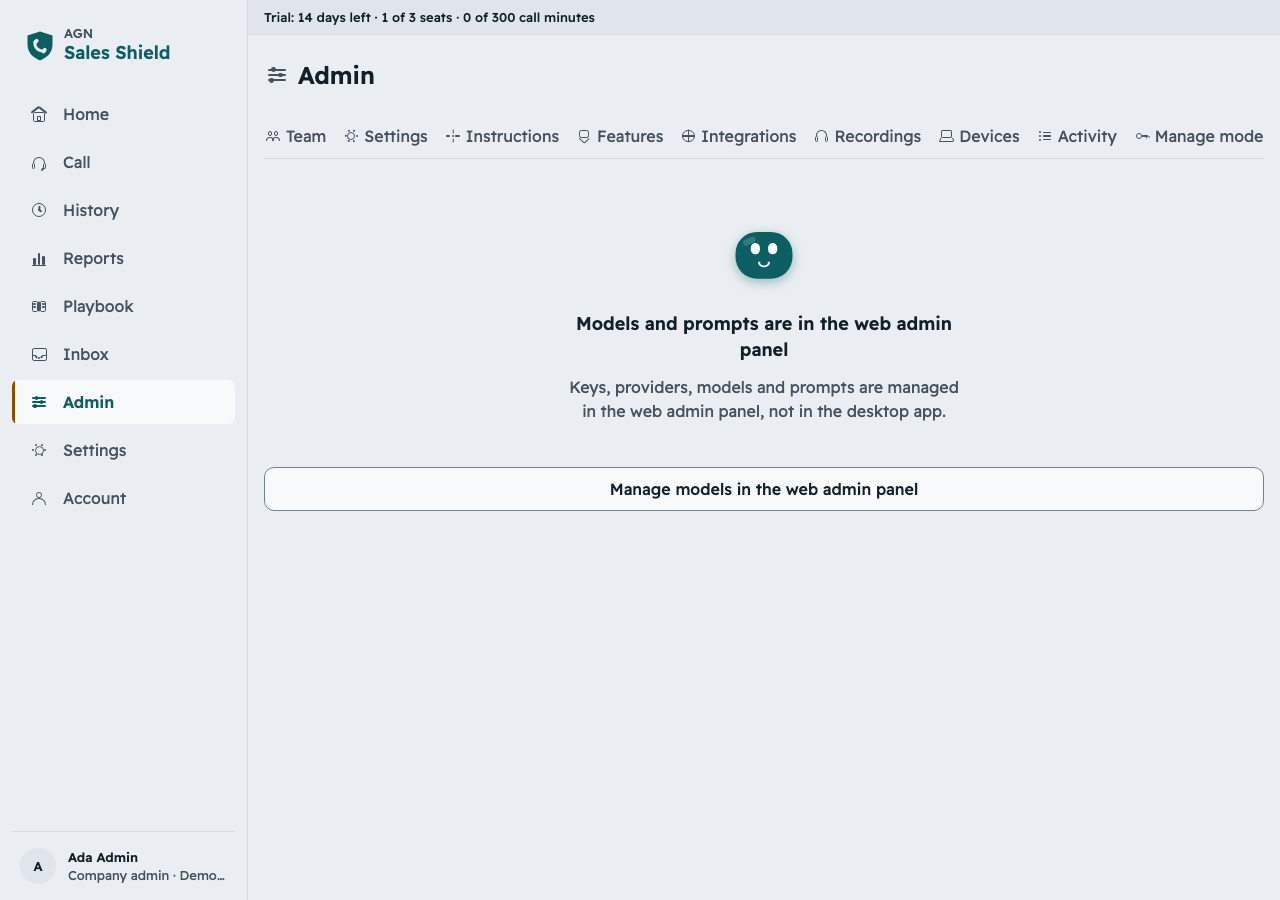 AGN
Sales Shield
Home
Call
History
Reports
Playbook
Inbox
Admin
Settings
Account
A
Ada Admin
Company admin · Demo…
Trial: 14 days left · 1 of 3 seats · 0 of 300 call minutes
Admin
Team
Settings
Instructions
Features
Integrations
Recordings
Devices
Activity
Manage mode
Models and prompts are in the web admin
panel
Keys, providers, models and prompts are managed
in the web admin panel, not in the desktop app.
Manage models in the web admin panel